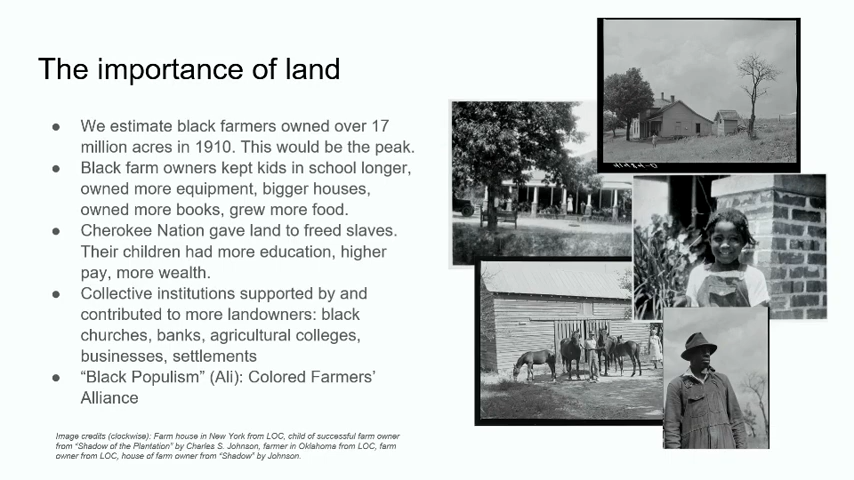 The importance of land
● We estimate black farmers owned over 17
million acres in 1910. This would be the peak.
● Black farm owners kept kids in school longer,
owned more equipment, bigger houses,
owned more books, grew more food.
● Cherokee Nation gave land to freed slaves.
Their children had more education, higher
pay, more wealth.
● Collective institutions supported by and
contributed to more landowners: black
churches, banks, agricultural colleges,
businesses, settlements
● “Black Populism” (Ali): Colored Farmers’
Alliance
Image credits (clockwise): Farm house in New York from LOC, child of successful farm owner
from “Shadow of the Plantation” by Charles S. Johnson, farmer in Oklahoma from LOC, farm
owner from LOC, house of farm owner from “Shadow” by Johnson.